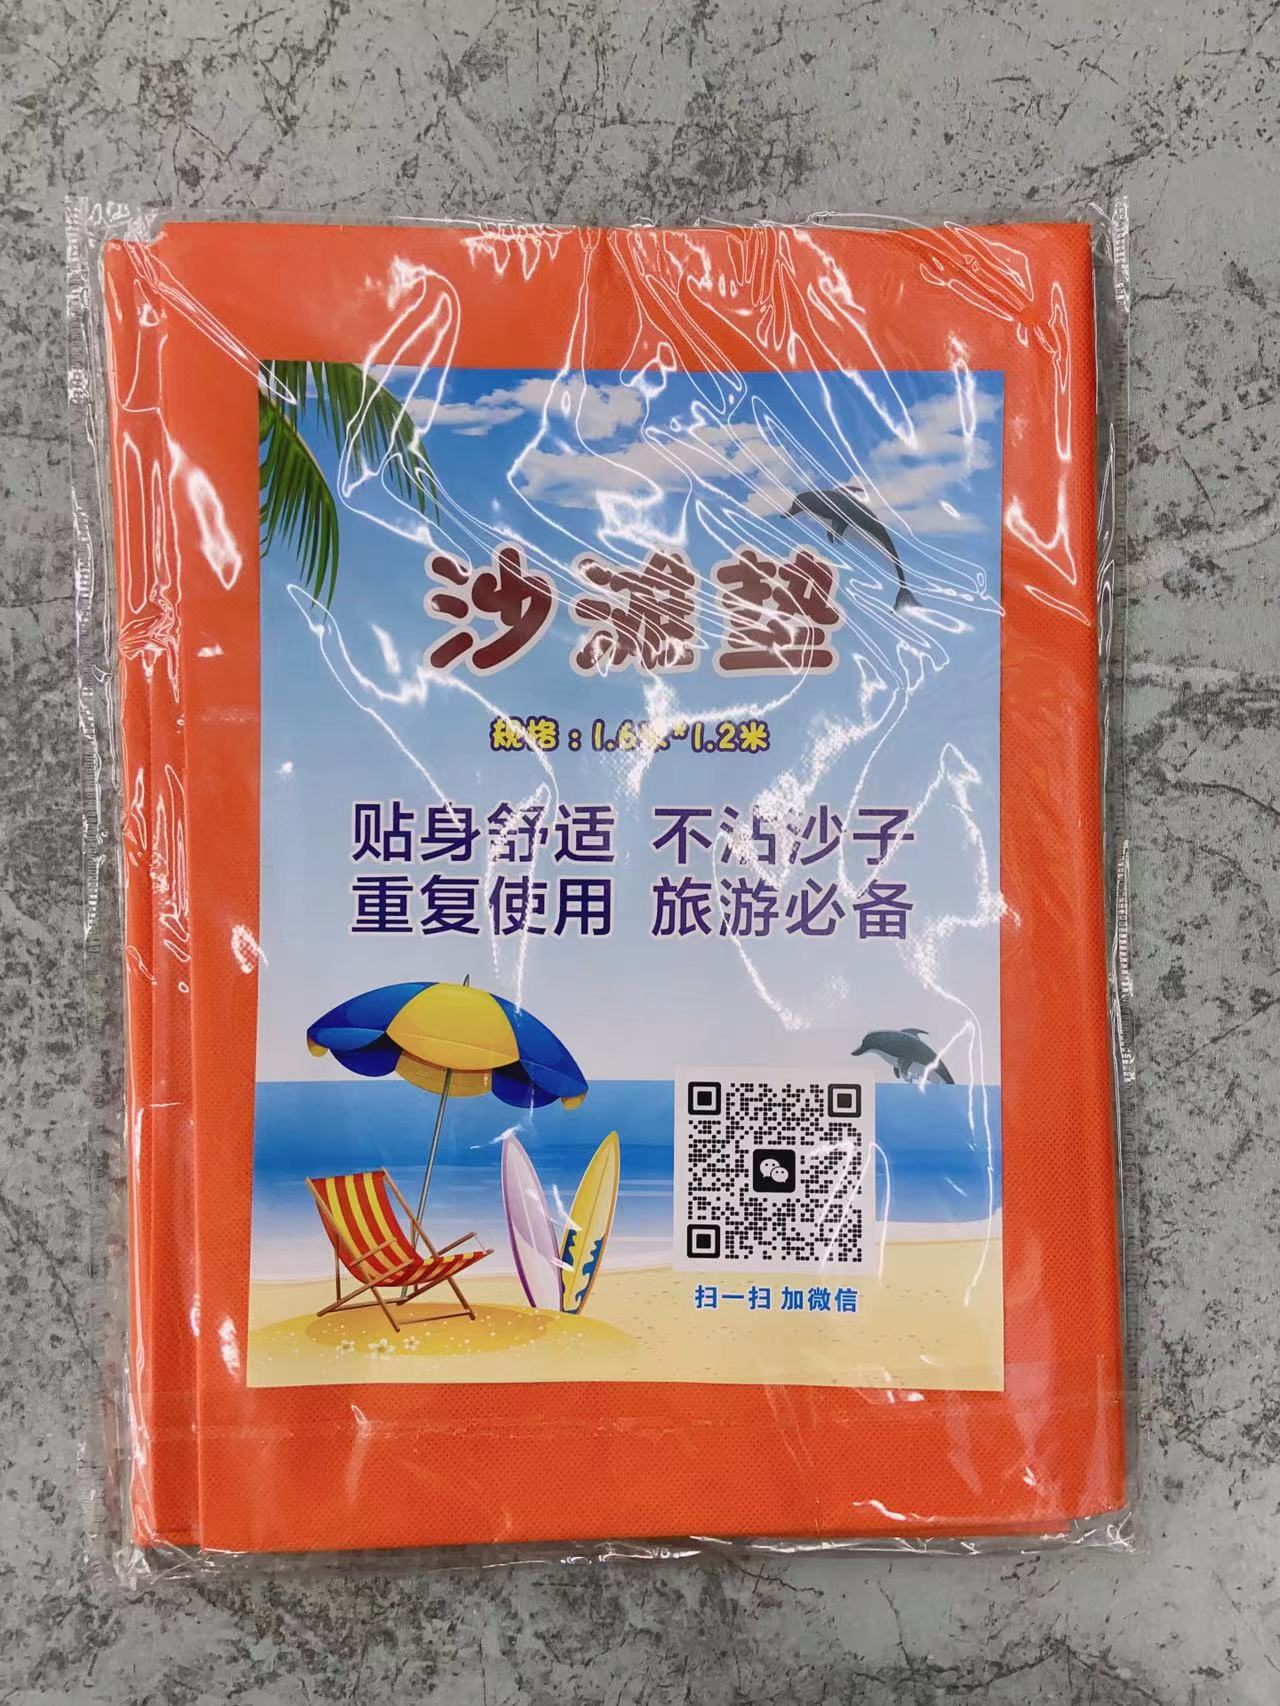 沙滩垫
规格：1.6米*1.2米
贴身舒适 不沾沙子
重复使用 旅游必备
扫一扫 加微信